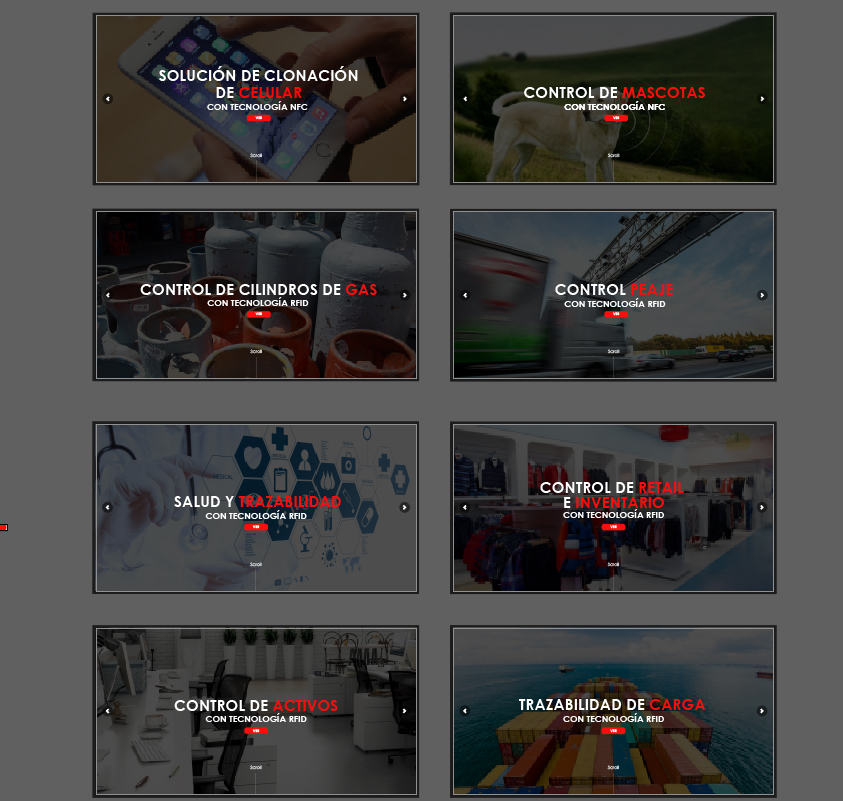 SOLUCIÓN DE CLONACIÓN
DE CELULAR
CON TECNOLOGÍA NFC
VER
Scroll
CONTROL DE MASCOTAS
CON TECNOLOGÍA NFC
VER
Scroll
CONTROL DE CILINDROS DE GAS
CON TECNOLOGÍA RFID
VER
Scroll
CONTROL PEAJE
CON TECNOLOGÍA RFID
VER
Scroll
SALUD Y TRAZABILIDAD
CON TECNOLOGÍA RFID
VER
Scroll
CONTROL DE RETAIL
E INVENTARIO
CON TECNOLOGÍA RFID
VER
Scroll
CONTROL DE ACTIVOS
CON TECNOLOGÍA RFID
VER
Scroll
TRAZABILIDAD DE CARGA
CON TECNOLOGÍA RFID
VER
Scroll